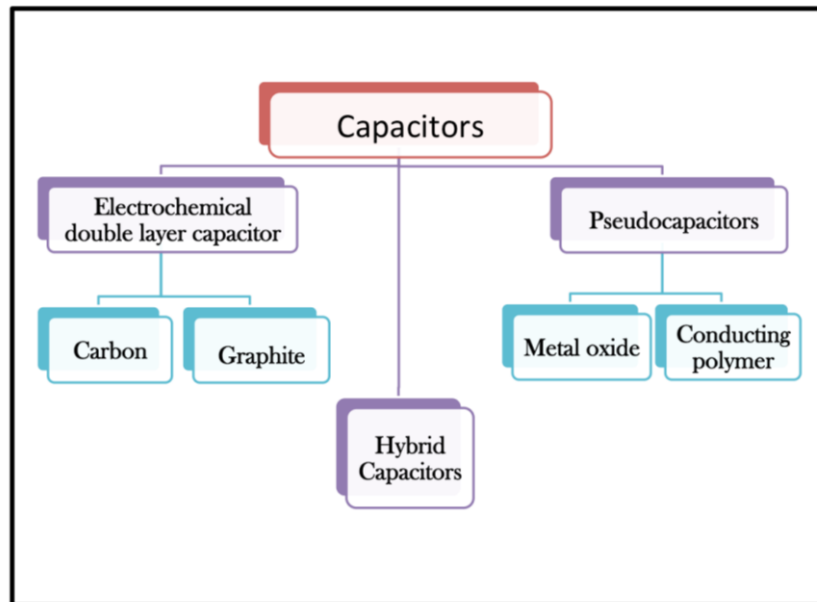 Capacitors
Electrochemical
double layer capacitor
Pseudocapacitors
Carbon
Graphite
Metal oxide
Conducting
polymer
Hybrid
Capacitors